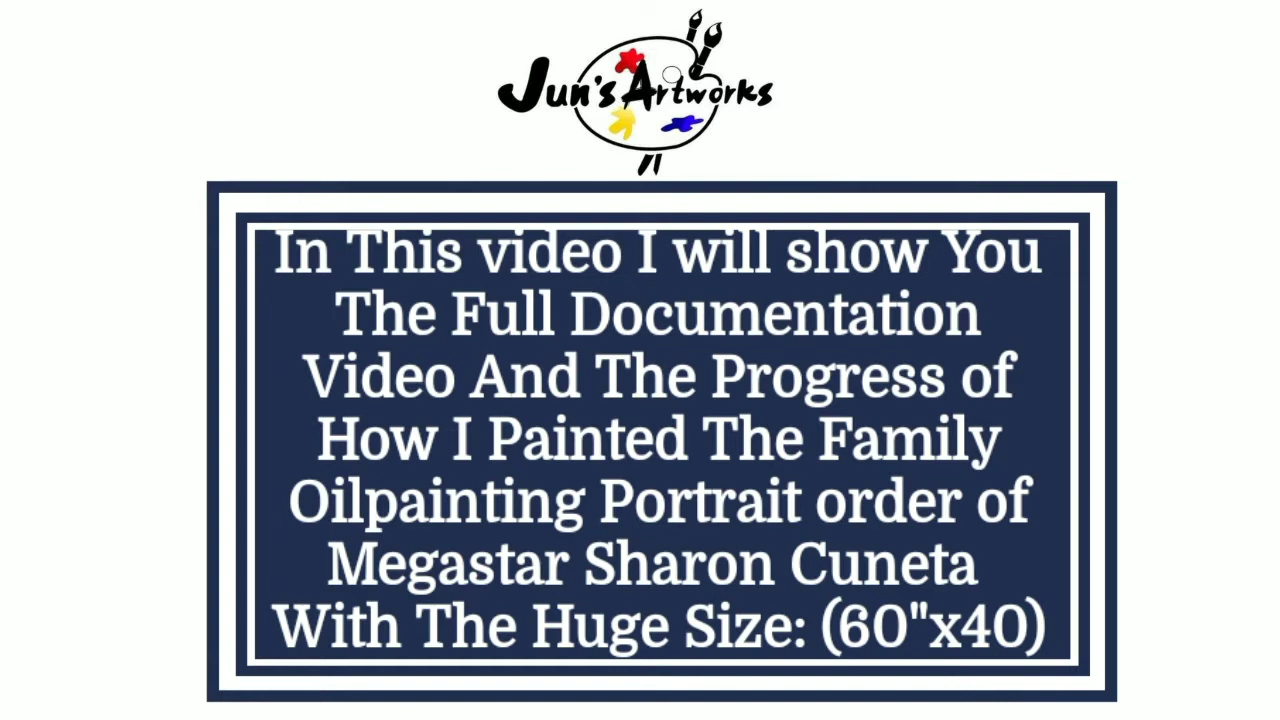 Jun's Artworks
In This video I will show You
The Full Documentation
Video And The Progress of
How I Painted The Family
Oilpainting Portrait order of
Megastar Sharon Cuneta
With The Huge Size: (60"x40)